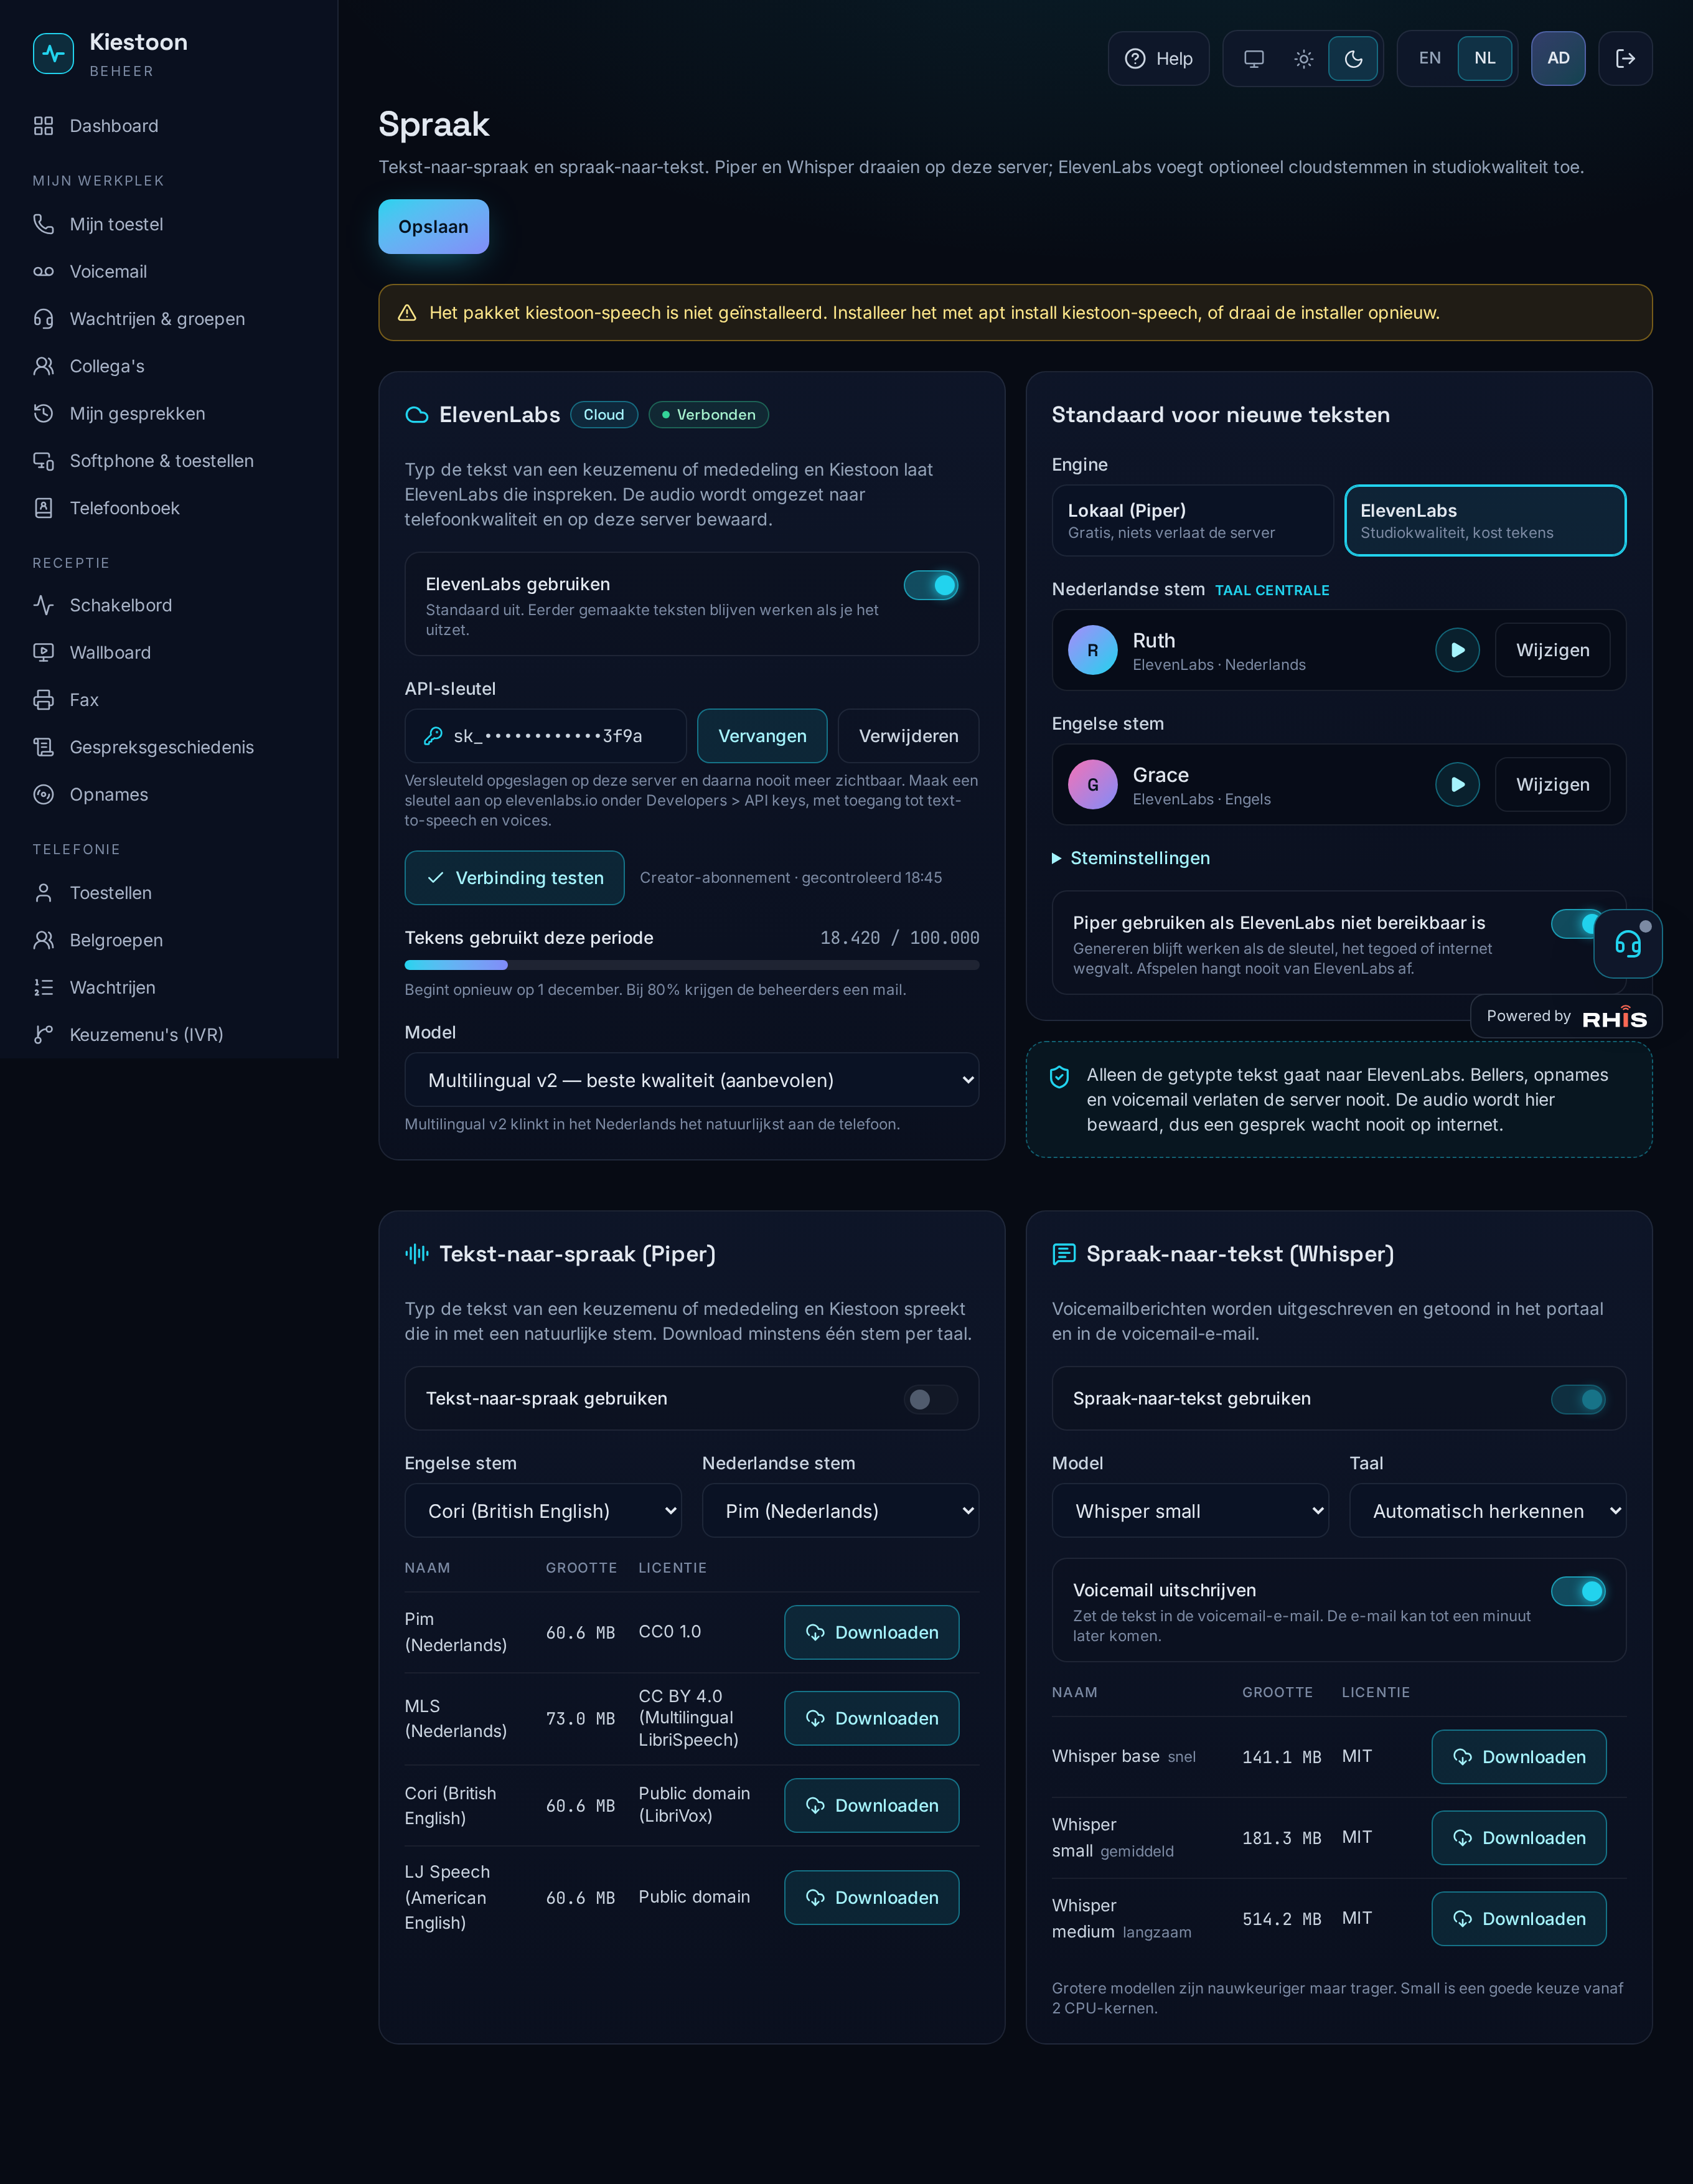 Kiestoon
BEHEER
Dashboard
MIJN WERKPLEK
Mijn toestel
Voicemail
Wachtrijen & groepen
Collega's
Mijn gesprekken
Softphone & toestellen
Telefoonboek
RECEPTIE
Schakelbord
Wallboard
Fax
Gespreksgeschiedenis
Opnames
TELEFONIE
Toestellen
Belgroepen
Wachtrijen
Keuzemenu's (IVR)
Help
EN
NL
AD
Spraak
Tekst-naar-spraak en spraak-naar-tekst. Piper en Whisper draaien op deze server; ElevenLabs voegt optioneel cloudstemmen in studiokwaliteit toe.
Opslaan
Het pakket kiestoon-speech is niet geïnstalleerd. Installeer het met apt install kiestoon-speech, of draai de installer opnieuw.
ElevenLabs
Cloud
Verbonden
Typ de tekst van een keuzemenu of mededeling en Kiestoon laat
ElevenLabs die inspreken. De audio wordt omgezet naar
telefoonkwaliteit en op deze server bewaard.
ElevenLabs gebruiken
Standaard uit. Eerder gemaakte teksten blijven werken als je het
uitzet.
API-sleutel
sk_••••••••••••3f9a
Vervangen
Verwijderen
Versleuteld opgeslagen op deze server en daarna nooit meer zichtbaar. Maak een
sleutel aan op elevenlabs.io onder Developers > API keys, met toegang tot text-
to-speech en voices.
Verbinding testen
Creator-abonnement · gecontroleerd 18:45
Tekens gebruikt deze periode
18.420 / 100.000
Begint opnieuw op 1 december. Bij 80% krijgen de beheerders een mail.
Model
Multilingual v2 — beste kwaliteit (aanbevolen)
Multilingual v2 klinkt in het Nederlands het natuurlijkst aan de telefoon.
Standaard voor nieuwe teksten
Engine
Lokaal (Piper)
Gratis, niets verlaat de server
ElevenLabs
Studiokwaliteit, kost tekens
Nederlandse stem TAAL CENTRALE
R
Ruth
ElevenLabs · Nederlands
Wijzigen
Engelse stem
G
Grace
ElevenLabs · Engels
Wijzigen
Steminstellingen
Piper gebruiken als ElevenLabs niet bereikbaar is
Genereren blijft werken als de sleutel, het tegoed of internet
wegvalt. Afspelen hangt nooit van ElevenLabs af.
Powered by RHiS
Alleen de getypte tekst gaat naar ElevenLabs. Bellers, opnames
en voicemail verlaten de server nooit. De audio wordt hier
bewaard, dus een gesprek wacht nooit op internet.
Tekst-naar-spraak (Piper)
Typ de tekst van een keuzemenu of mededeling en Kiestoon spreekt
die in met een natuurlijke stem. Download minstens één stem per taal.
Tekst-naar-spraak gebruiken
Engelse stem
Nederlandse stem
Cori (British English)
Pim (Nederlands)
NAAM GROOTTE LICENTIE
Pim
(Nederlands)
60.6 MB
CC0 1.0
Downloaden
MLS
(Nederlands)
73.0 MB
CC BY 4.0
(Multilingual
LibriSpeech)
Downloaden
Cori (British
English)
60.6 MB
Public domain
(LibriVox)
Downloaden
LJ Speech
(American
English)
60.6 MB
Public domain
Downloaden
Spraak-naar-tekst (Whisper)
Voicemailberichten worden uitgeschreven en getoond in het portaal
en in de voicemail-e-mail.
Spraak-naar-tekst gebruiken
Model
Taal
Whisper small
Automatisch herkennen
Voicemail uitschrijven
Zet de tekst in de voicemail-e-mail. De e-mail kan tot een minuut
later komen.
NAAM GROOTTE LICENTIE
Whisper base snel
141.1 MB
MIT
Downloaden
Whisper
small gemiddeld
181.3 MB
MIT
Downloaden
Whisper
medium langzaam
514.2 MB
MIT
Downloaden
Grotere modellen zijn nauwkeuriger maar trager. Small is een goede keuze vanaf
2 CPU-kernen.